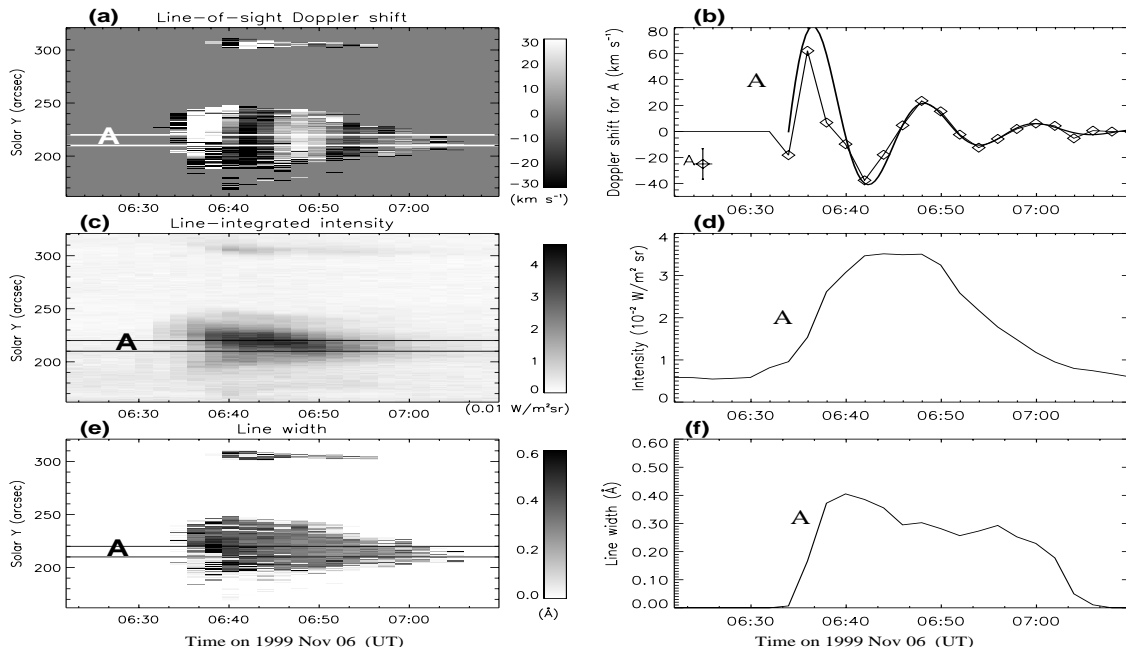 (a)
Line-of-sight Doppler shift
Solar Y (arcsec)
300
250
200
A
06:30 06:40 06:50 07:00
30
20
10
0
-10
-20
-30
(km s⁻¹)
(b)
Doppler shift for A (km s⁻¹)
80
60
40
20
0
-20
-40
A
A
06:30 06:40 06:50 07:00
(c)
Line-integrated intensity
Solar Y (arcsec)
300
250
200
A
06:30 06:40 06:50 07:00
4
3
2
1
0
(0.01 W/m²sr)
(d)
Intensity (10⁻² W/m² sr)
4
3
2
1
0
A
06:30 06:40 06:50 07:00
(e)
Line width
Solar Y (arcsec)
300
250
200
A
06:30 06:40 06:50 07:00
Time on 1999 Nov 06 (UT)
0.6
0.4
0.2
0.0
(Å)
(f)
Line width (Å)
0.60
0.50
0.40
0.30
0.20
0.10
0.00
A
06:30 06:40 06:50 07:00
Time on 1999 Nov 06 (UT)